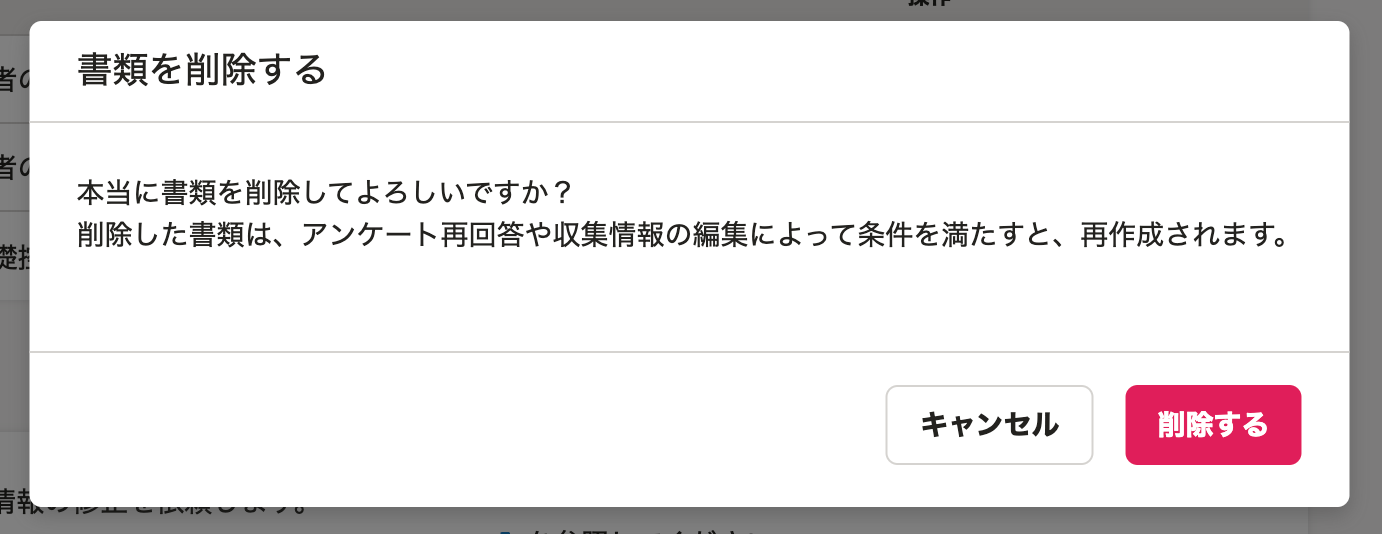 書類を削除する
本当に書類を削除してよろしいですか？
削除した書類は、アンケート再回答や収集情報の編集によって条件を満たすと、再作成されます。
キャンセル
削除する